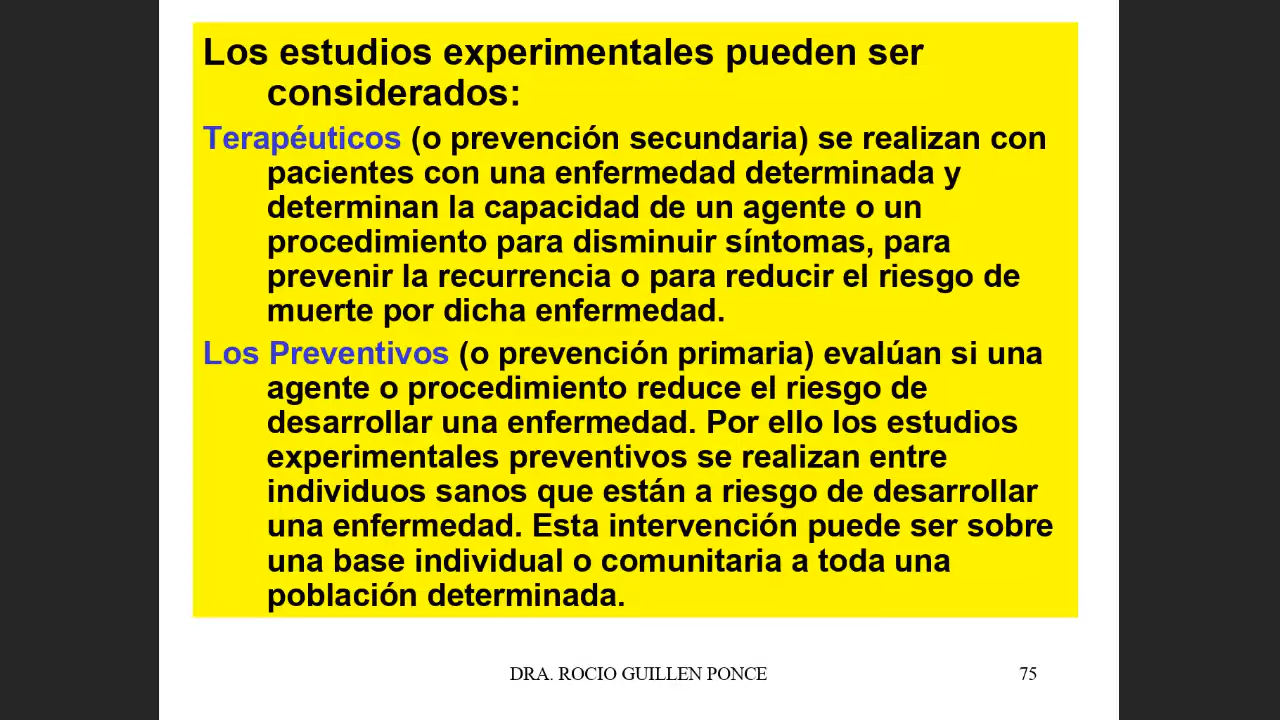 Los estudios experimentales pueden ser
considerados:
Terapéuticos (o prevención secundaria) se realizan con
pacientes con una enfermedad determinada y
determinan la capacidad de un agente o un
procedimiento para disminuir síntomas, para
prevenir la recurrencia o para reducir el riesgo de
muerte por dicha enfermedad.
Los Preventivos (o prevención primaria) evalúan si una
agente o procedimiento reduce el riesgo de
desarrollar una enfermedad. Por ello los estudios
experimentales preventivos se realizan entre
individuos sanos que están a riesgo de desarrollar
una enfermedad. Esta intervención puede ser sobre
una base individual o comunitaria a toda una
población determinada.
DRA. ROCIO GUILLEN PONCE
75